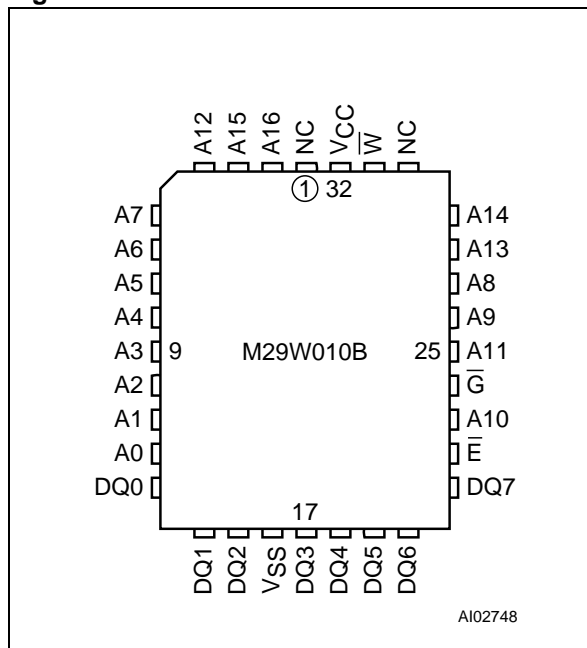 A12
A15
A16
NC
VCC
W̅
NC
1 32
A7
A6
A5
A4
A3 9
A2
A1
A0
DQ0
M29W010B
A14
A13
A8
A9
25 A11
G̅
A10
E̅
DQ7
17
DQ1
DQ2
VSS
DQ3
DQ4
DQ5
DQ6
AI02748